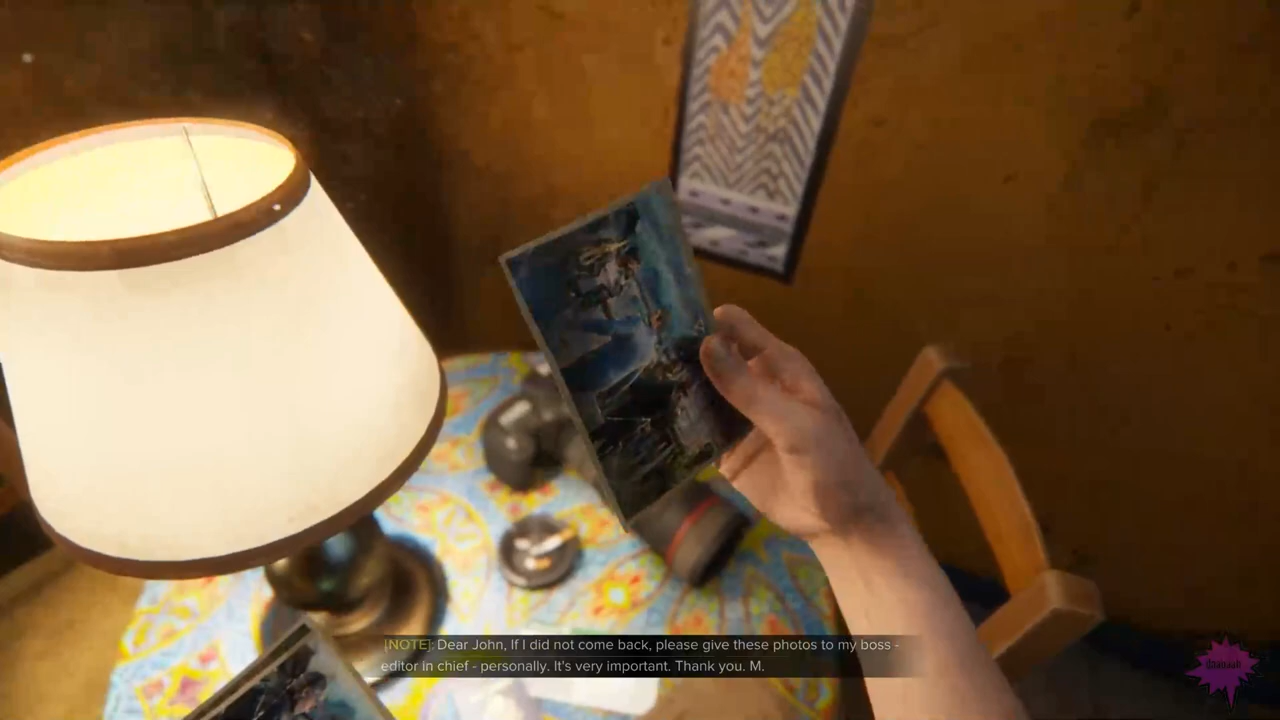 [NOTE]: Dear John, If I did not come back, please give these photos to my boss -
editor in chief - personally. It's very important. Thank you. M.